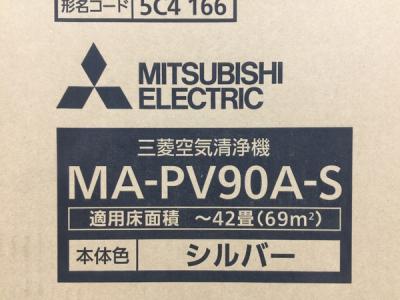 形名コード 5C4 166
MITSUBISHI
ELECTRIC
三菱空気清浄機
MA-PV90A-S
適用床面積 ～42畳(69m²)
本体色 シルバー